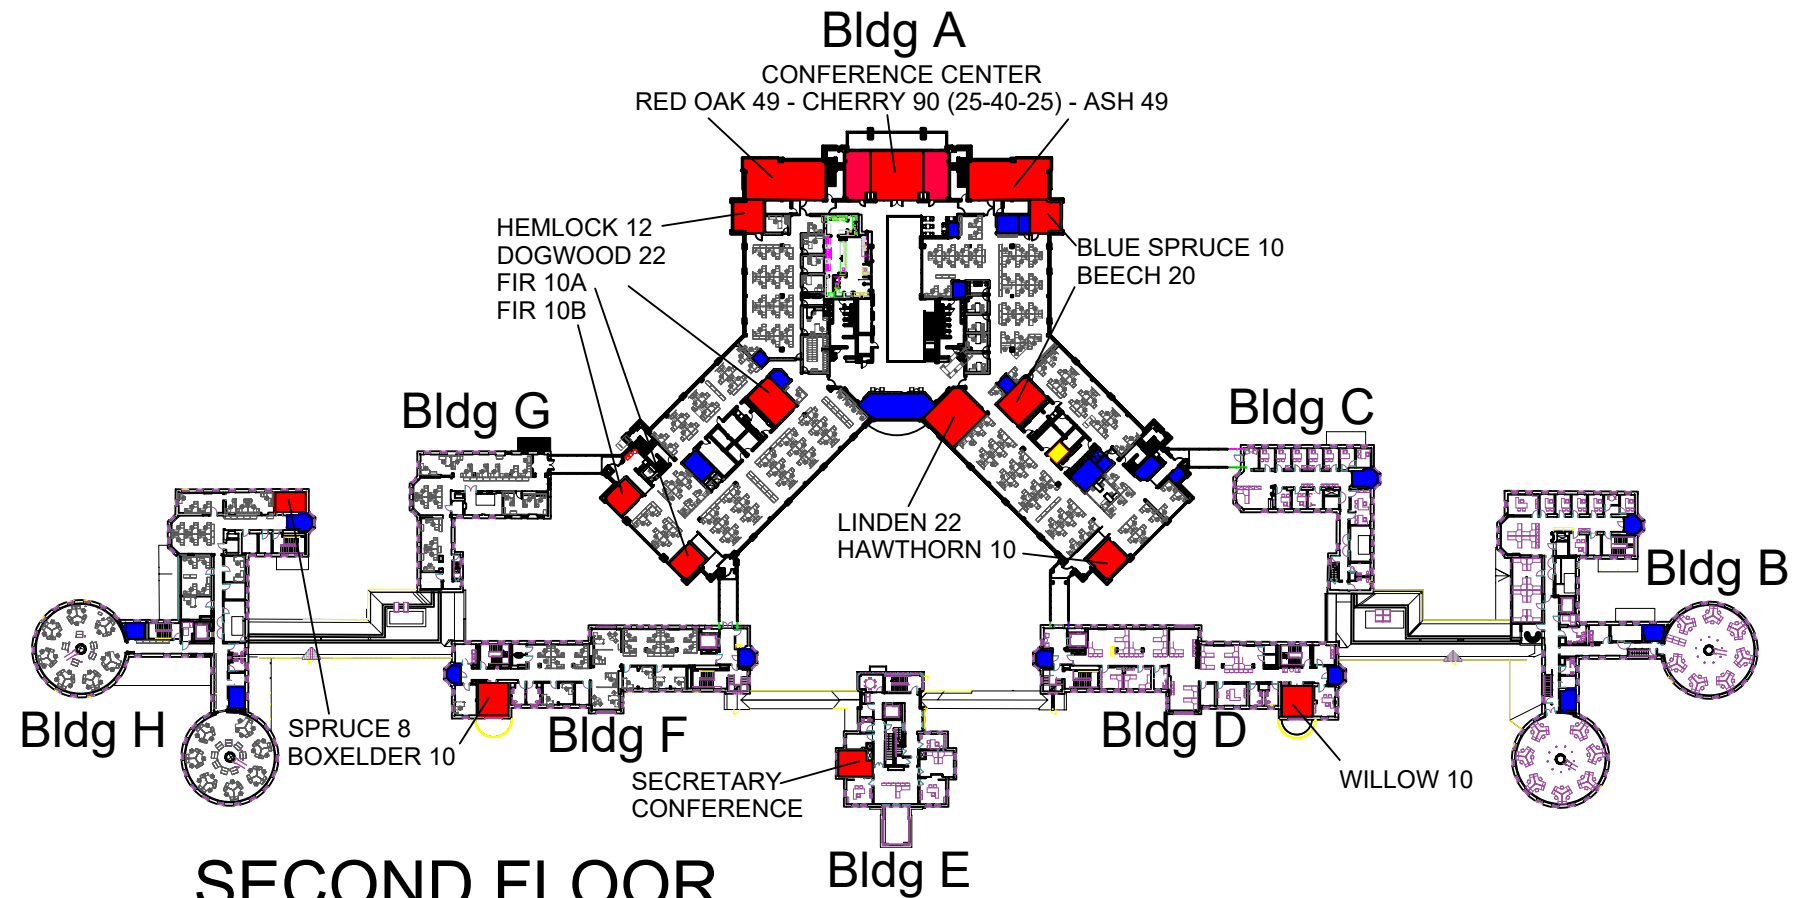 Bldg A
CONFERENCE CENTER
RED OAK 49 - CHERRY 90 (25-40-25) - ASH 49
HEMLOCK 12
DOGWOOD 22
FIR 10A
FIR 10B
BLUE SPRUCE 10
BEECH 20
Bldg G
Bldg C
LINDEN 22
HAWTHORN 10
Bldg B
Bldg H
SPRUCE 8
BOXELDER 10
Bldg F
Bldg D
SECRETARY
CONFERENCE
WILLOW 10
Bldg E
SECOND FLOOR